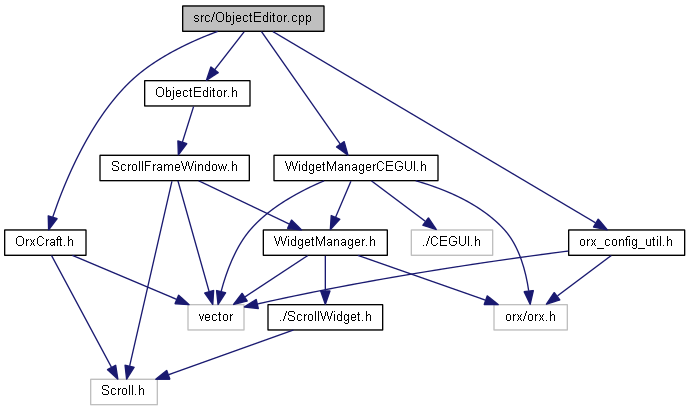 src/ObjectEditor.cpp
ObjectEditor.h
ScrollFrameWindow.h
WidgetManagerCEGUI.h
OrxCraft.h
WidgetManager.h
./CEGUI.h
orx_config_util.h
vector
./ScrollWidget.h
orx/orx.h
Scroll.h